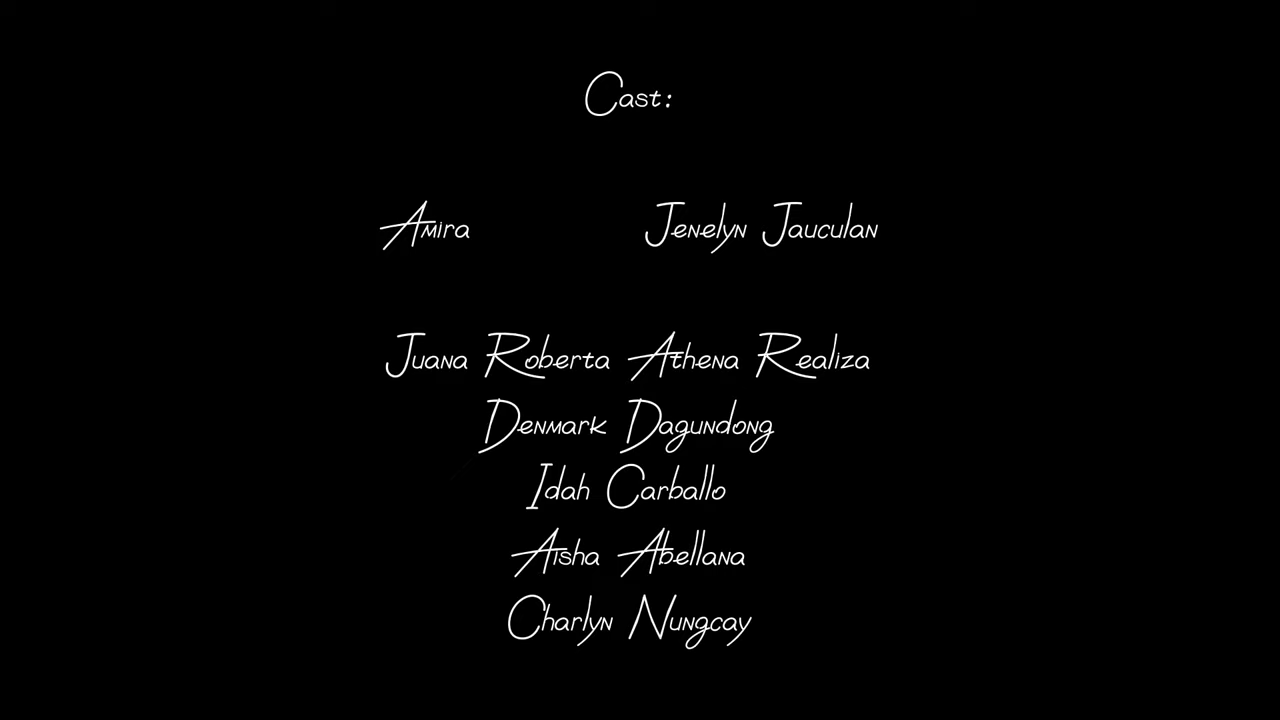 Cast:
Amira Jenelyn Jauculan
Juana Roberta Athena Realiza
Denmark Dagundong
Idah Carballo
Aisha Abellana
Charlyn Nungcay